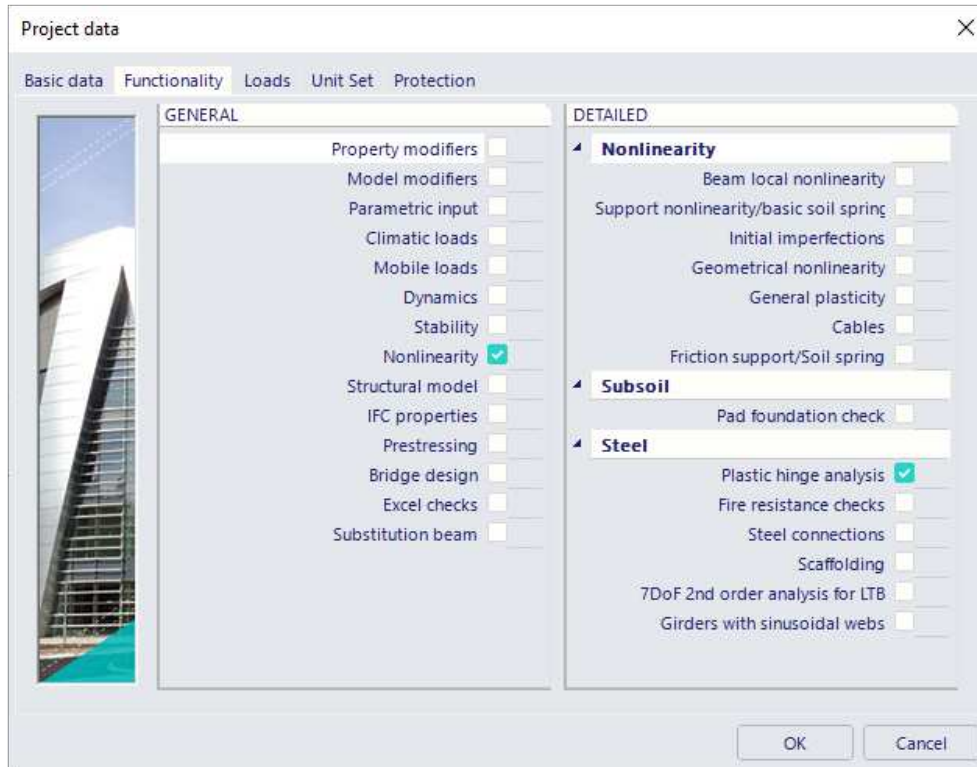 Project data
Basic data Functionality Loads Unit Set Protection
GENERAL
Property modifiers
Model modifiers
Parametric input
Climatic loads
Mobile loads
Dynamics
Stability
Nonlinearity
Structural model
IFC properties
Prestressing
Bridge design
Excel checks
Substitution beam
DETAILED
Nonlinearity
Beam local nonlinearity
Support nonlinearity/basic soil spring
Initial imperfections
Geometrical nonlinearity
General plasticity
Cables
Friction support/Soil spring
Subsoil
Pad foundation check
Steel
Plastic hinge analysis
Fire resistance checks
Steel connections
Scaffolding
7DoF 2nd order analysis for LTB
Girders with sinusoidal webs
OK Cancel